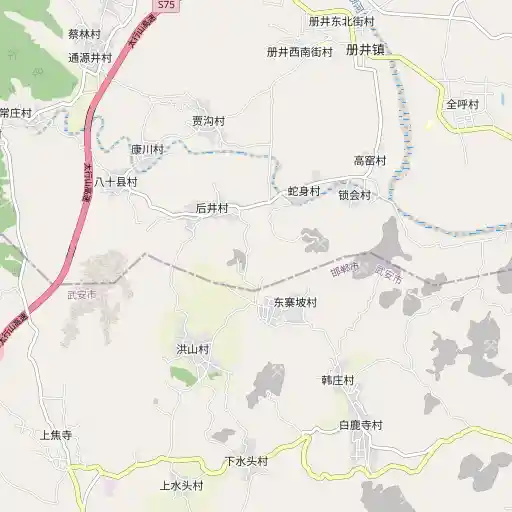 S75
太行山高速
册井东北街村
蔡林村
册井西南街村
册井镇
通源井村
全呼村
常庄村
贾沟村
康川村
高窑村
太行山高速
八十县村
蛇身村
锁会村
后井村
邯郸市
武安市
武安市
东寨坡村
太行山高速
洪山村
韩庄村
白鹿寺村
上焦寺
下水头村
上水头村